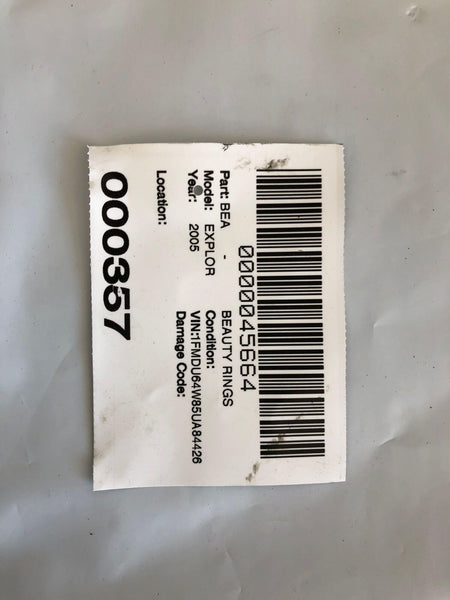 0000045664
Part: BEA - BEAUTY RINGS
Model: EXPLOR Condition:
Year: 2005 VIN:1FMDU64W85UA84426
Damage Code:
Location:
000357